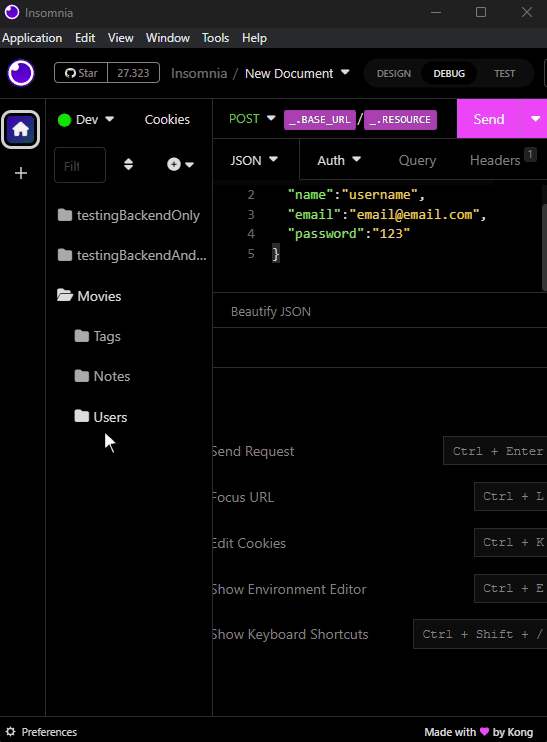 Insomnia
Application Edit View Window Tools Help
Star 27.323 Insomnia / New Document DESIGN DEBUG TEST
Dev Cookies
POST _.BASE_URL / _.RESOURCE Send
Filt
JSON Auth Query Headers 1
testingBackendOnly
testingBackendAnd...
Movies
Tags
Notes
Users
2 "name":"username",
3 "email":"email@email.com",
4 "password":"123"
5 }
Beautify JSON
Send Request Ctrl + Enter
Focus URL Ctrl + L
Edit Cookies Ctrl + K
Show Environment Editor Ctrl + E
Show Keyboard Shortcuts Ctrl + Shift + /
Preferences
Made with ♥ by Kong